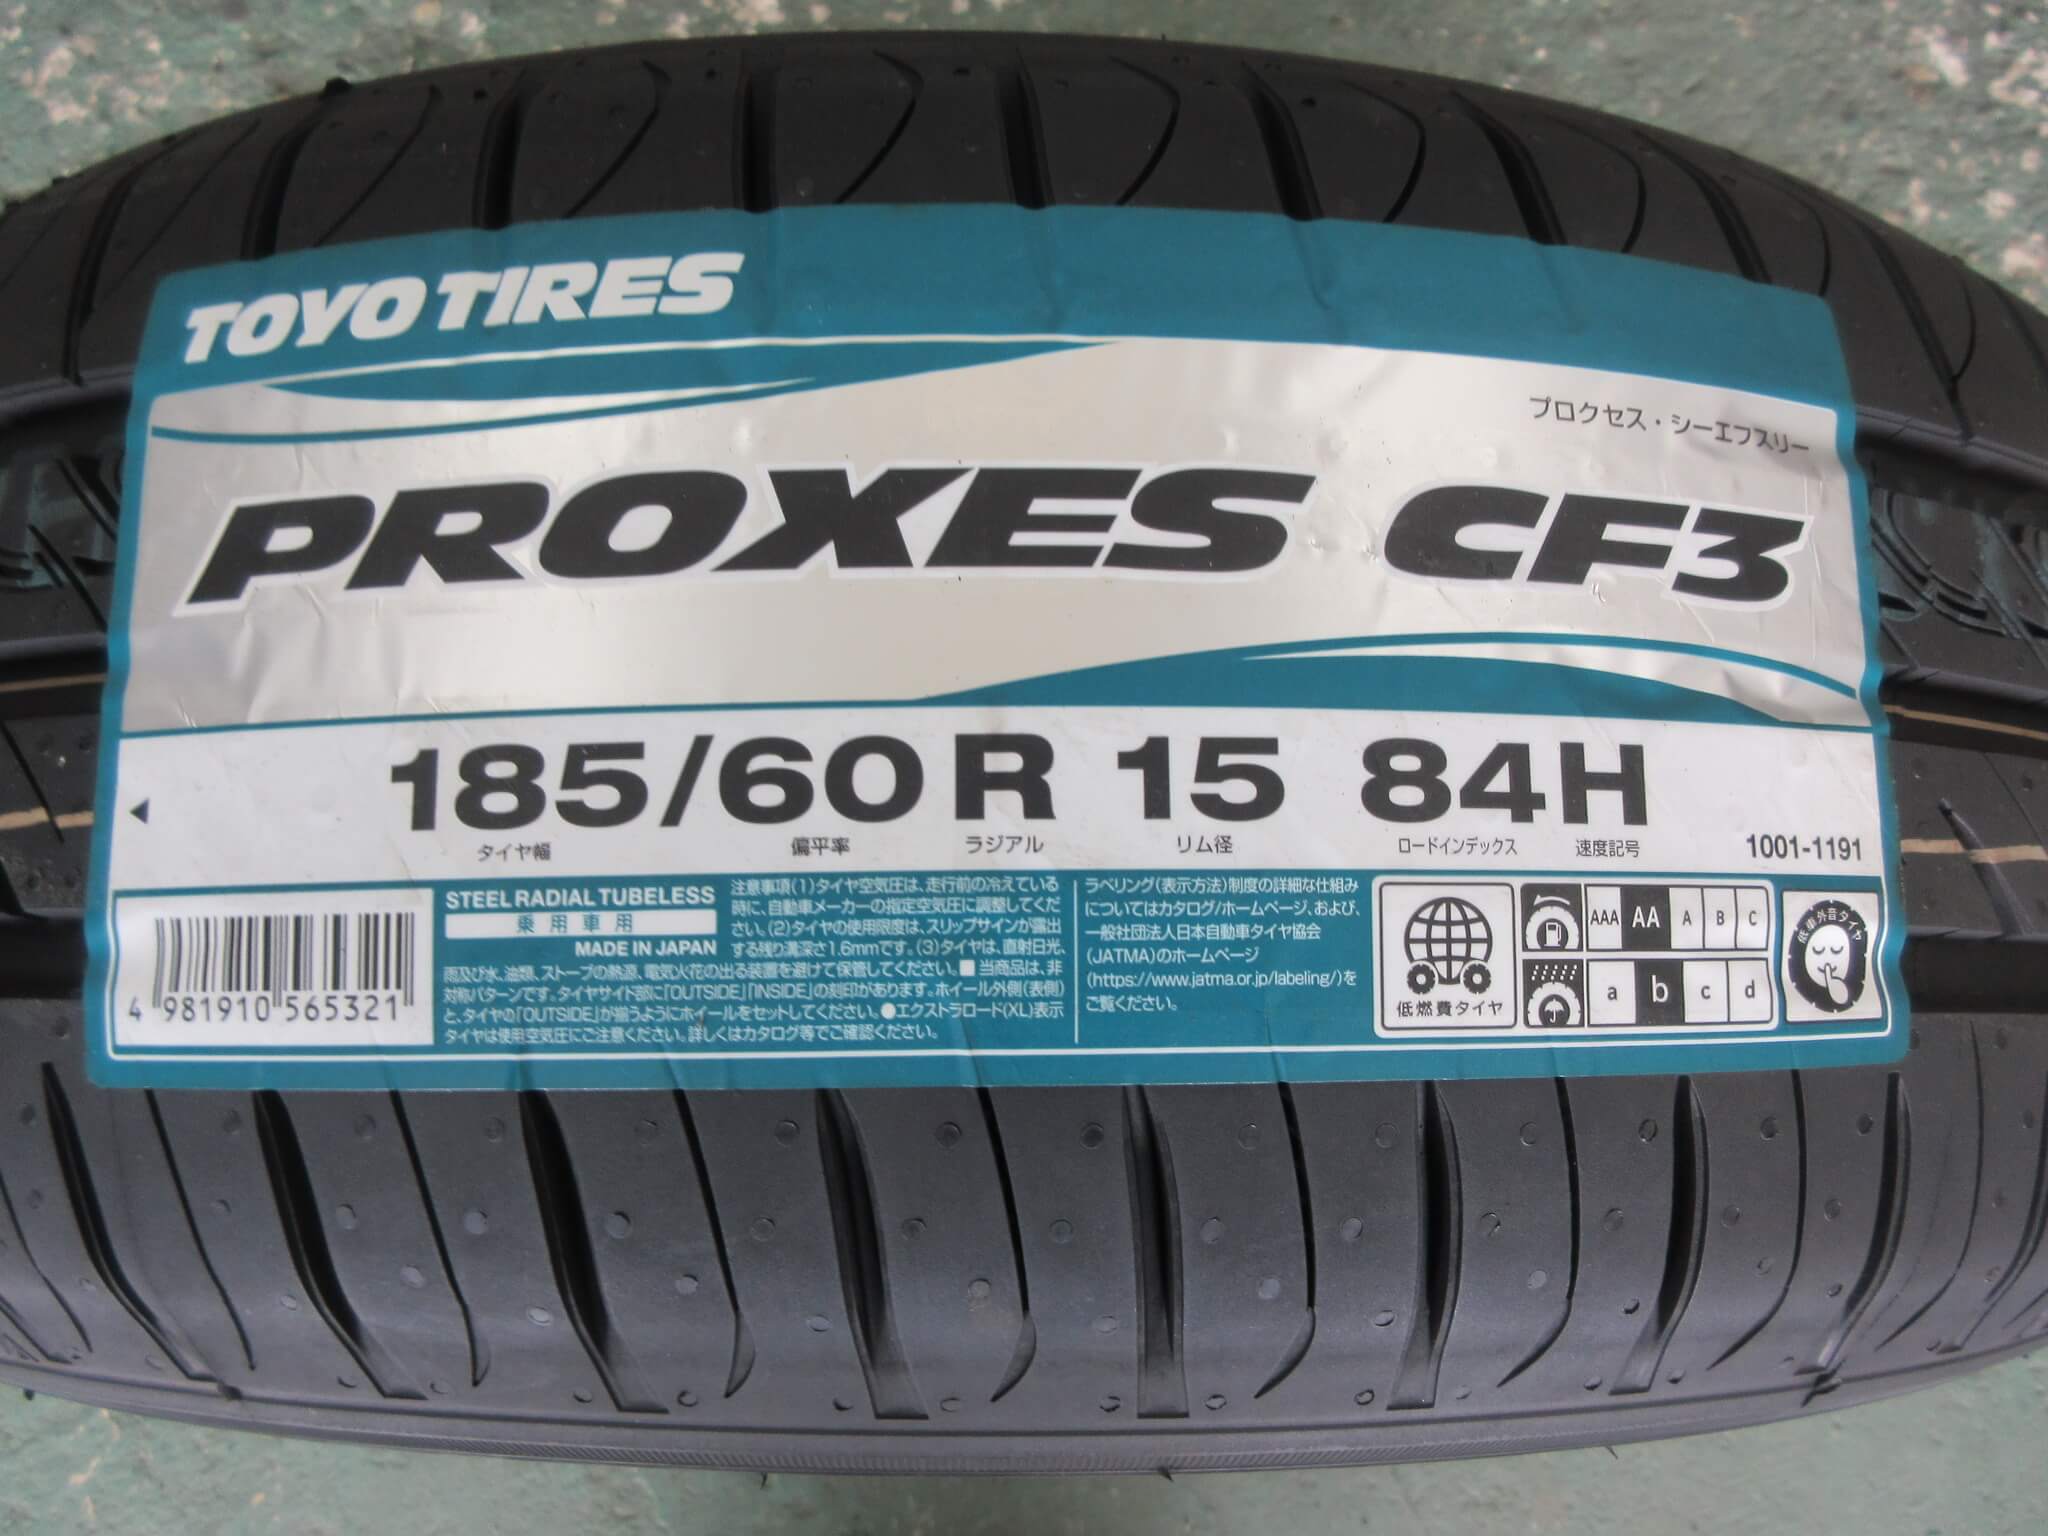 TOYO TIRES
プロクセス・シーエフスリー
PROXES CF3
185/60 R 15 84H
タイヤ幅 偏平率 ラジアル リム径 ロードインデックス 速度記号 1001-1191
STEEL RADIAL TUBELESS
乗用車用
MADE IN JAPAN
注意事項(1)タイヤ空気圧は、走行前の冷えている
時に、自動車メーカーの指定空気圧に調整してくだ
さい。(2)タイヤの使用限度は、スリップサインが露出
する残り溝深さ1.6mmです。(3)タイヤは、直射日光、
雨及び水、油類、ストーブの熱源、電気火花の出る装置を避けて保管してください。■当商品は、非
対称パターンです。タイヤサイド部に「OUTSIDE」「INSIDE」の刻印があります。ホイール外側(表側)
と、タイヤの「OUTSIDE」が揃うようにホイールをセットしてください。●エクストラロード(XL)表示
タイヤは使用空気圧にご注意ください。詳しくはカタログ等でご確認ください。
4 981910 565321
ラベリング(表示方法)制度の詳細な仕組み
についてはカタログ/ホームページ、および、
一般社団法人日本自動車タイヤ協会
(JATMA)のホームページ
(https://www.jatma.or.jp/labeling/)を
ご覧ください。
低燃費タイヤ
AAA AA A B C
a b c d
低車外音タイヤ